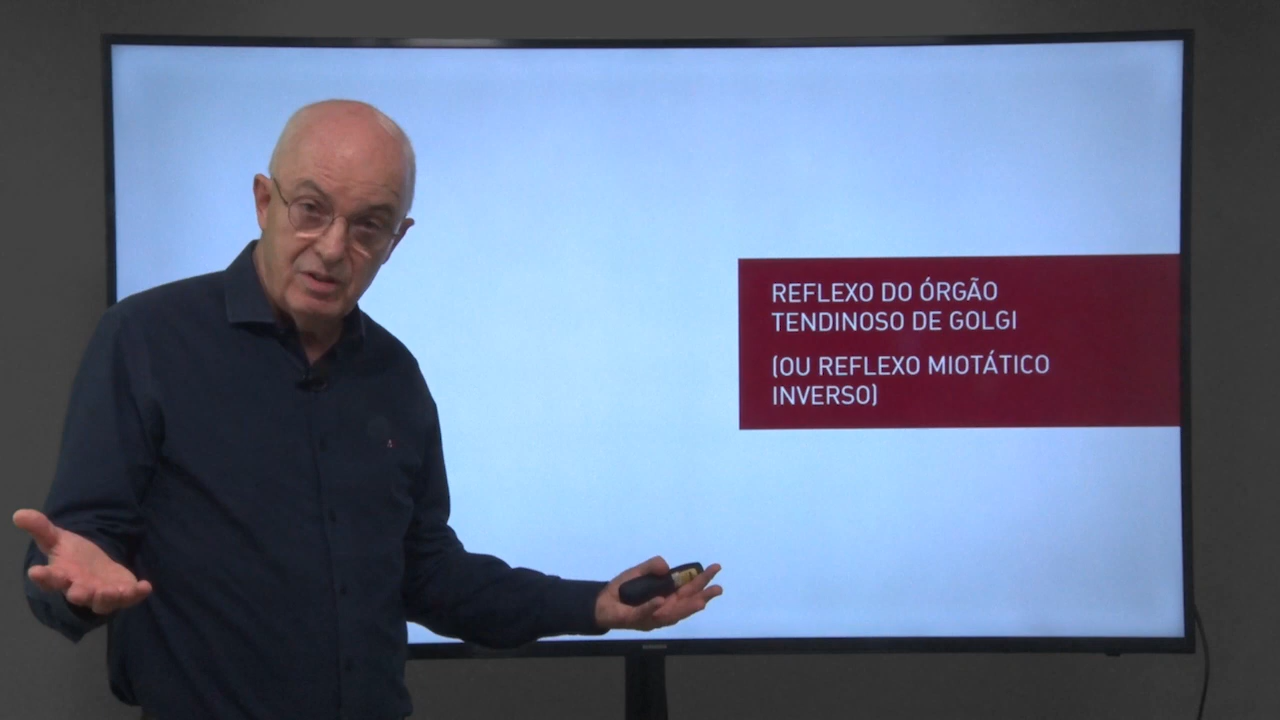 REFLEXO DO ÓRGÃO
TENDINOSO DE GOLGI
(OU REFLEXO MIOTÁTICO
INVERSO)